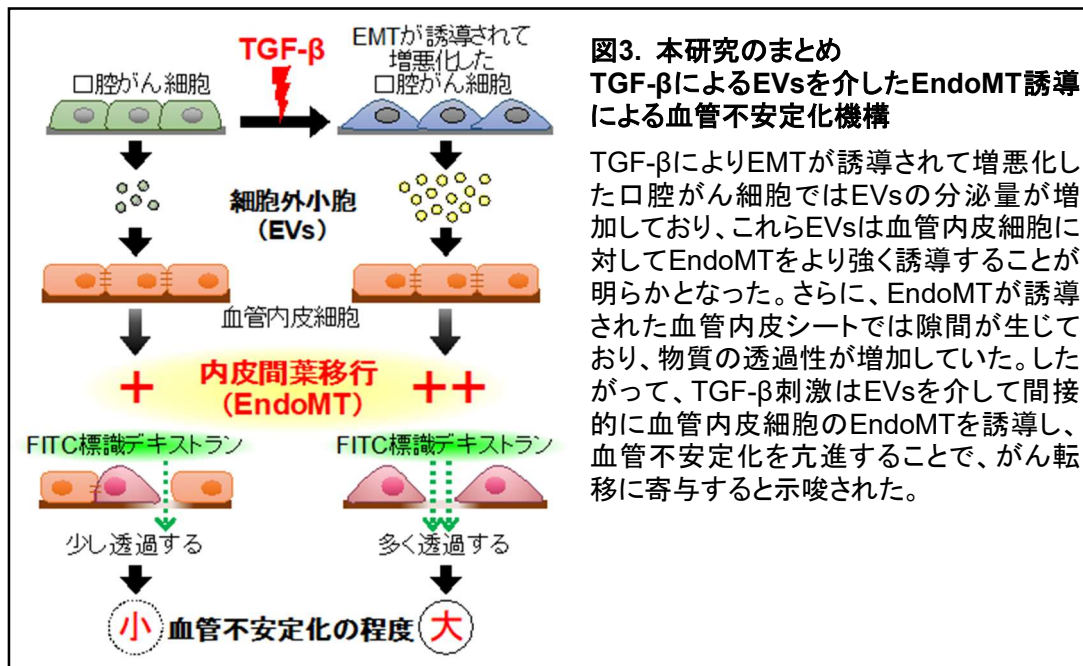 TGF-β
口腔がん細胞
EMTが誘導されて
増悪化した
口腔がん細胞
細胞外小胞
(EVs)
血管内皮細胞
+
内皮間葉移行
(EndoMT)
++
FITC標識デキストラン
FITC標識デキストラン
少し透過する
多く透過する
小
血管不安定化の程度
大
図3. 本研究のまとめ
TGF-βによるEVsを介したEndoMT誘導
による血管不安定化機構
TGF-βによりEMTが誘導されて増悪化し
た口腔がん細胞ではEVsの分泌量が増
加しており、これらEVsは血管内皮細胞に
対してEndoMTをより強く誘導することが
明らかとなった。さらに、EndoMTが誘導
された血管内皮シートでは隙間が生じて
おり、物質の透過性が増加していた。した
がって、TGF-β刺激はEVsを介して間接
的に血管内皮細胞のEndoMTを誘導し、
血管不安定化を亢進することで、がん転
移に寄与すると示唆された。